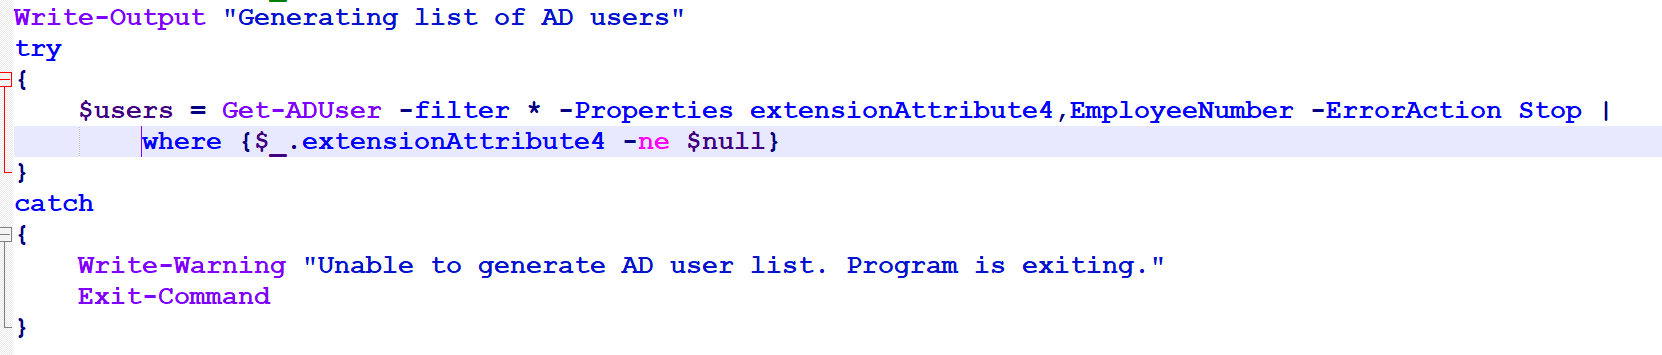 Write-Output "Generating list of AD users"
try
{
    $users = Get-ADUser -filter * -Properties extensionAttribute4,EmployeeNumber -ErrorAction Stop |
        where {$_.extensionAttribute4 -ne $null}
}
catch
{
    Write-Warning "Unable to generate AD user list. Program is exiting."
    Exit-Command
}